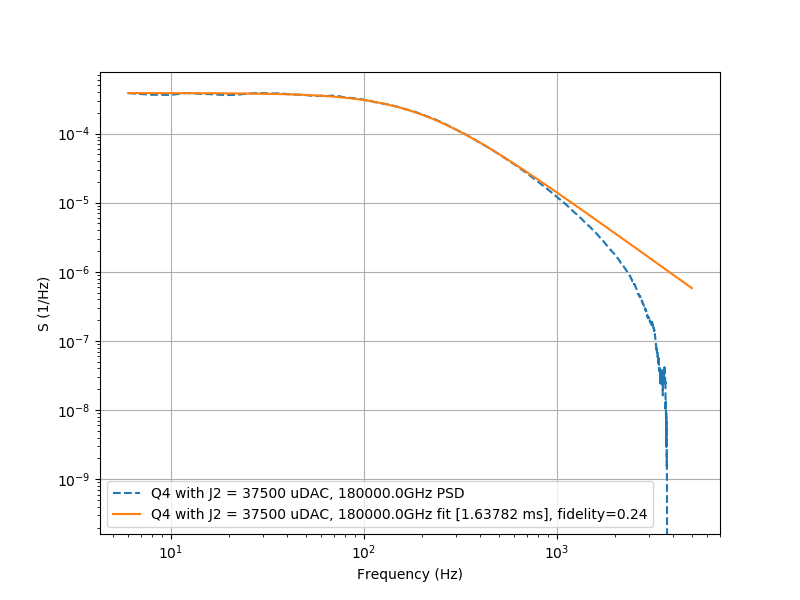 10⁻⁴
10⁻⁵
10⁻⁶
10⁻⁷
10⁻⁸
10⁻⁹
S (1/Hz)
Q4 with J2 = 37500 uDAC, 180000.0GHz PSD
Q4 with J2 = 37500 uDAC, 180000.0GHz fit [1.63782 ms], fidelity=0.24
10¹ 10² 10³
Frequency (Hz)